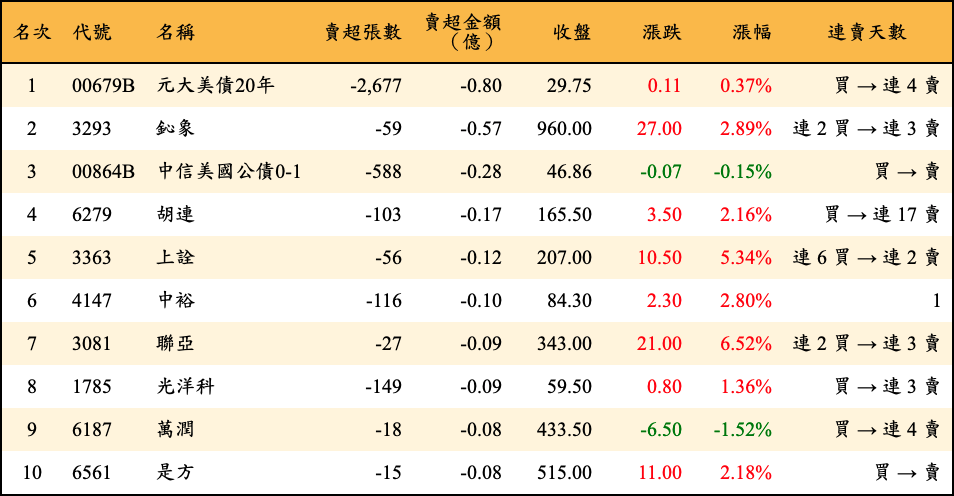 名次 代號 名稱 賣超張數 賣超金額（億） 收盤 漲跌 漲幅 連賣天數
1 00679B 元大美債20年 -2,677 -0.80 29.75 0.11 0.37% 買 → 連 4 賣
2 3293 鈊象 -59 -0.57 960.00 27.00 2.89% 連 2 買 → 連 3 賣
3 00864B 中信美國公債0-1 -588 -0.28 46.86 -0.07 -0.15% 買 → 賣
4 6279 胡連 -103 -0.17 165.50 3.50 2.16% 買 → 連 17 賣
5 3363 上詮 -56 -0.12 207.00 10.50 5.34% 連 6 買 → 連 2 賣
6 4147 中裕 -116 -0.10 84.30 2.30 2.80% 1
7 3081 聯亞 -27 -0.09 343.00 21.00 6.52% 連 2 買 → 連 3 賣
8 1785 光洋科 -149 -0.09 59.50 0.80 1.36% 買 → 連 3 賣
9 6187 萬潤 -18 -0.08 433.50 -6.50 -1.52% 買 → 連 4 賣
10 6561 是方 -15 -0.08 515.00 11.00 2.18% 買 → 賣